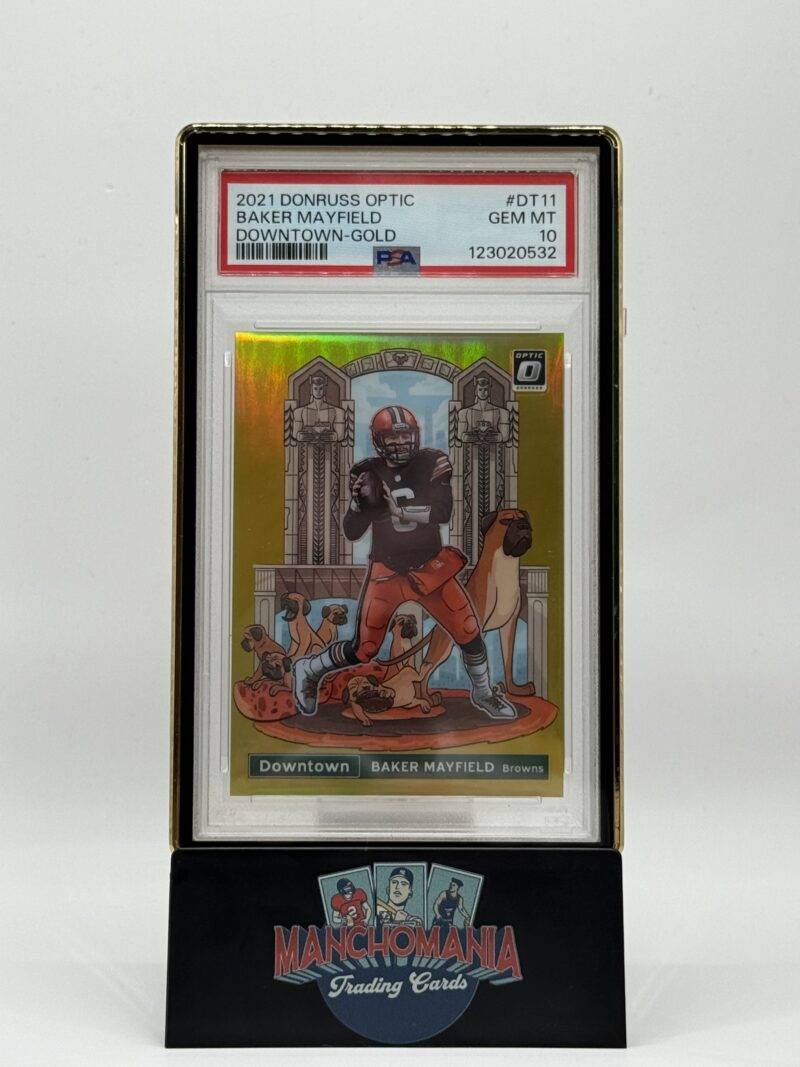 2021 DONRUSS OPTIC #DT11
BAKER MAYFIELD GEM MT
DOWNTOWN-GOLD 10
PSA 123020532
OPTIC
O
DONRUSS
6
Downtown BAKER MAYFIELD Browns
MANCHOMANIA
Trading Cards